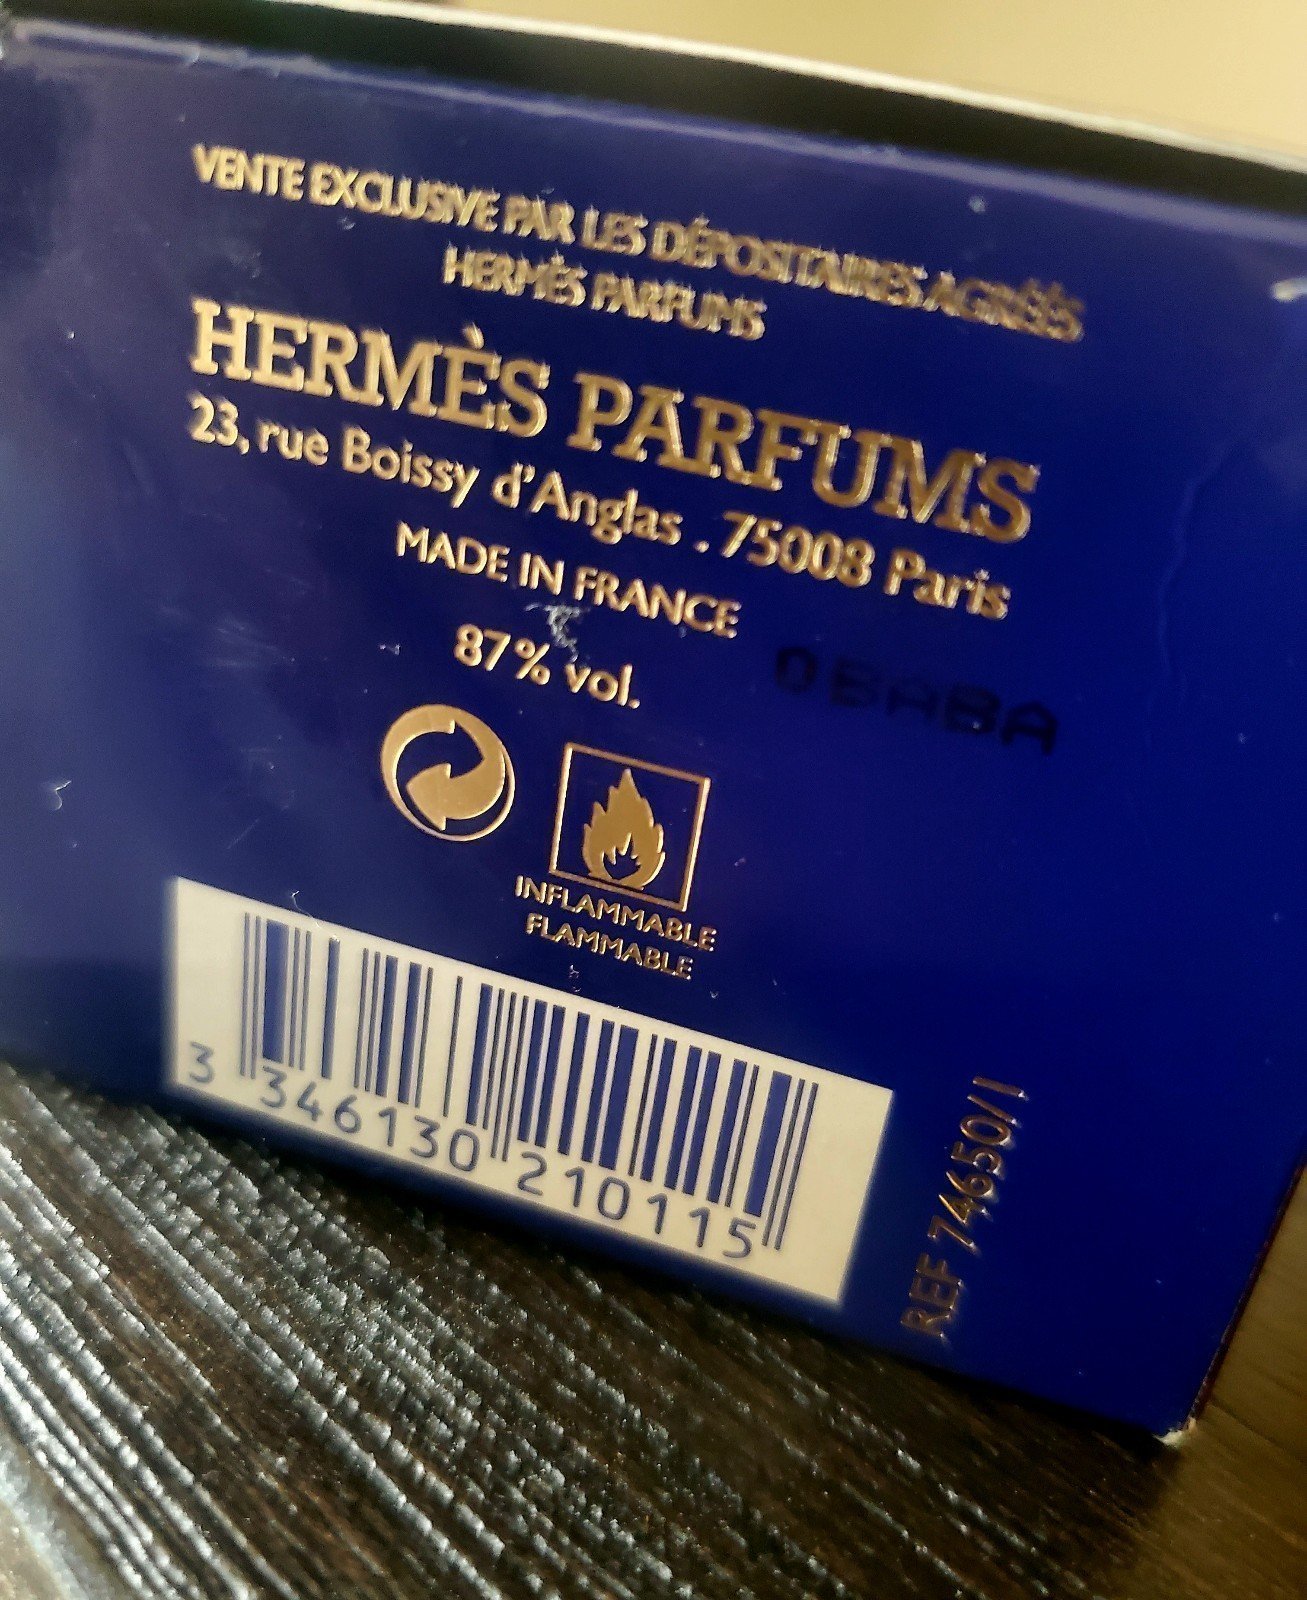 VENTE EXCLUSIVE PAR LES DÉPOSITAIRES AGRÉÉS
HERMÈS PARFUMS
HERMÈS PARFUMS
23, rue Boissy d'Anglas . 75008 Paris
MADE IN FRANCE
87% vol.
INFLAMMABLE
FLAMMABLE
3 346130 210115
REF 74650/1